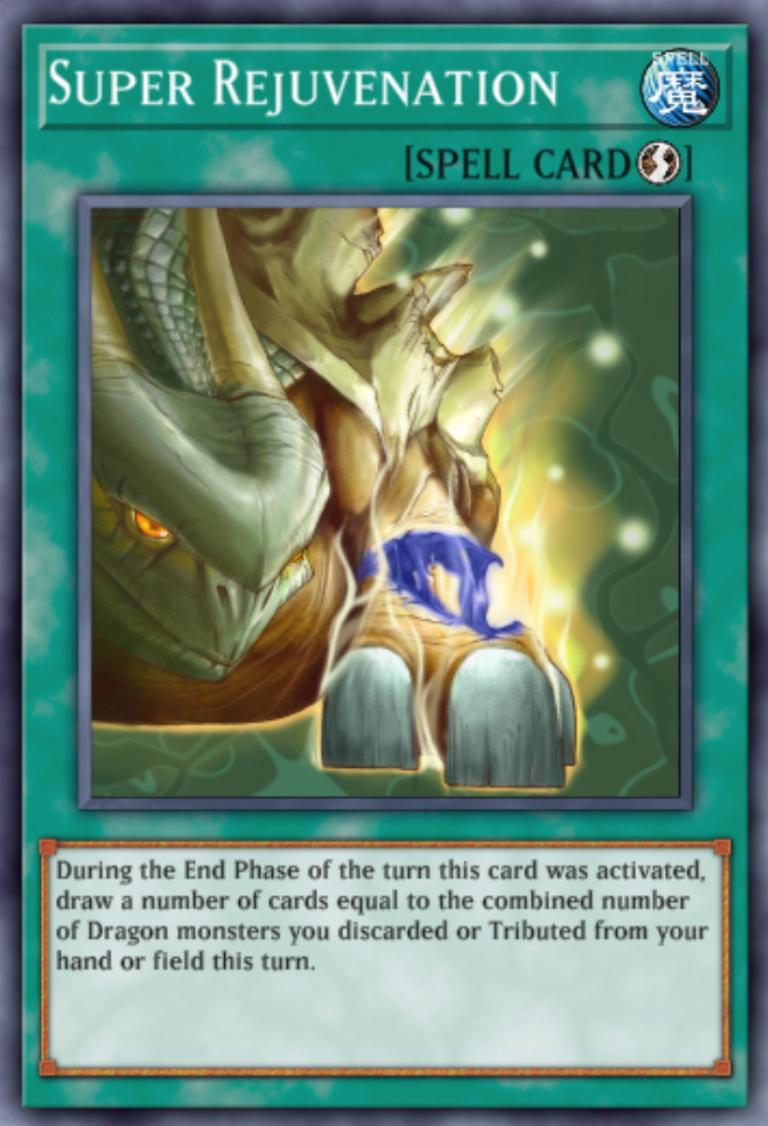 SUPER REJUVENATION
SPELL
魔
[SPELL CARD]
During the End Phase of the turn this card was activated,
draw a number of cards equal to the combined number
of Dragon monsters you discarded or Tributed from your
hand or field this turn.